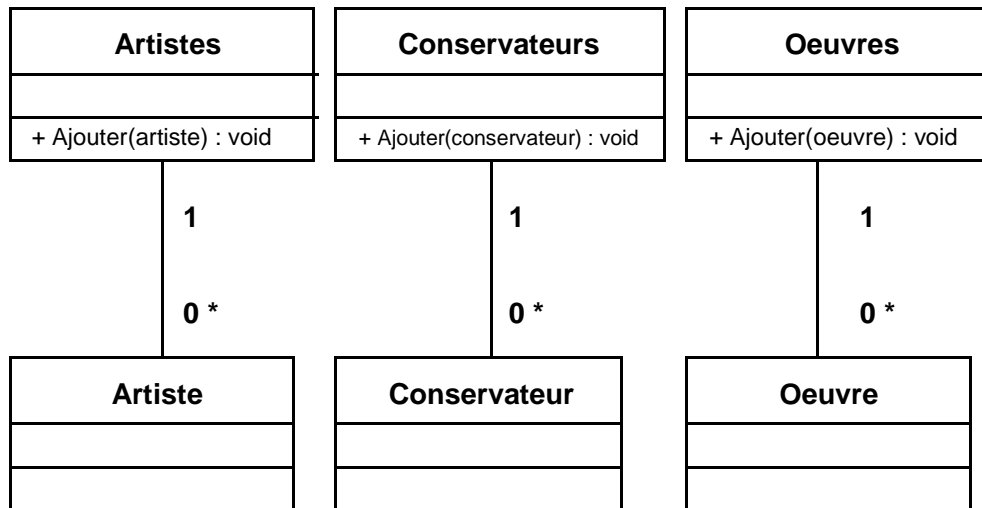 Artistes
+ Ajouter(artiste) : void
1
0 *
Artiste
Conservateurs
+ Ajouter(conservateur) : void
1
0 *
Conservateur
Oeuvres
+ Ajouter(oeuvre) : void
1
0 *
Oeuvre